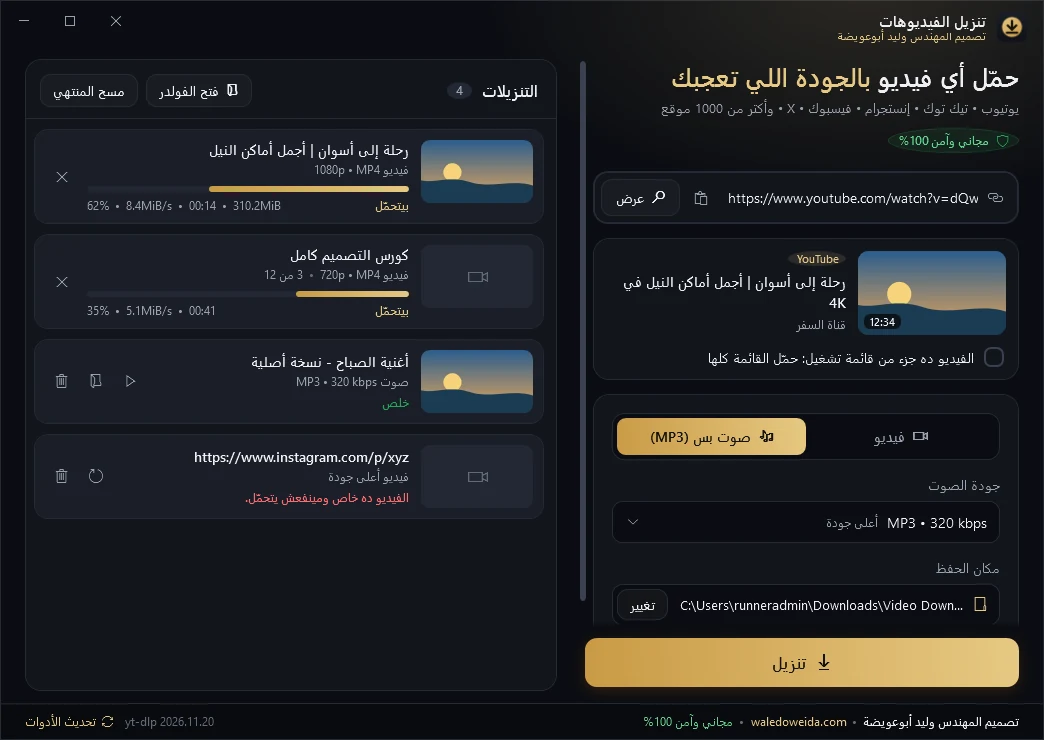 تنزيل الفيديوهات
تصميم المهندس وليد أبوعويضة
حمّل أي فيديو بالجودة اللي تعجبك
يوتيوب • تيك توك • إنستجرام • فيسبوك • X • وأكثر من 1000 موقع
مجاني وآمن 100%
https://www.youtube.com/watch?v=dQw
عرض
YouTube
رحلة إلى أسوان | أجمل أماكن النيل في
4K
قناة السفر
12:34
الفيديو ده جزء من قائمة تشغيل: حمّل القائمة كلها
فيديو
صوت بس (MP3)
جودة الصوت
MP3 • 320 kbps أعلى جودة
مكان الحفظ
C:\Users\runneradmin\Downloads\Video Down...
تغيير
تنزيل
التنزيلات 4
فتح الفولدر
مسح المنتهي
رحلة إلى أسوان | أجمل أماكن النيل
فيديو 1080p • MP4
بيتحمّل
62% • 8.4MiB/s • 00:14 • 310.2MiB
كورس التصميم كامل
فيديو 720p • MP4 • 3 من 12
بيتحمّل
35% • 5.1MiB/s • 00:41
أغنية الصباح - نسخة أصلية
صوت MP3 • 320 kbps
خلص
https://www.instagram.com/p/xyz
فيديو أعلى جودة
الفيديو ده خاص ومينفعش يتحمّل.
تصميم المهندس وليد أبوعويضة • waledoweida.com • مجاني وآمن 100%
yt-dlp 2026.11.20
تحديث الأدوات